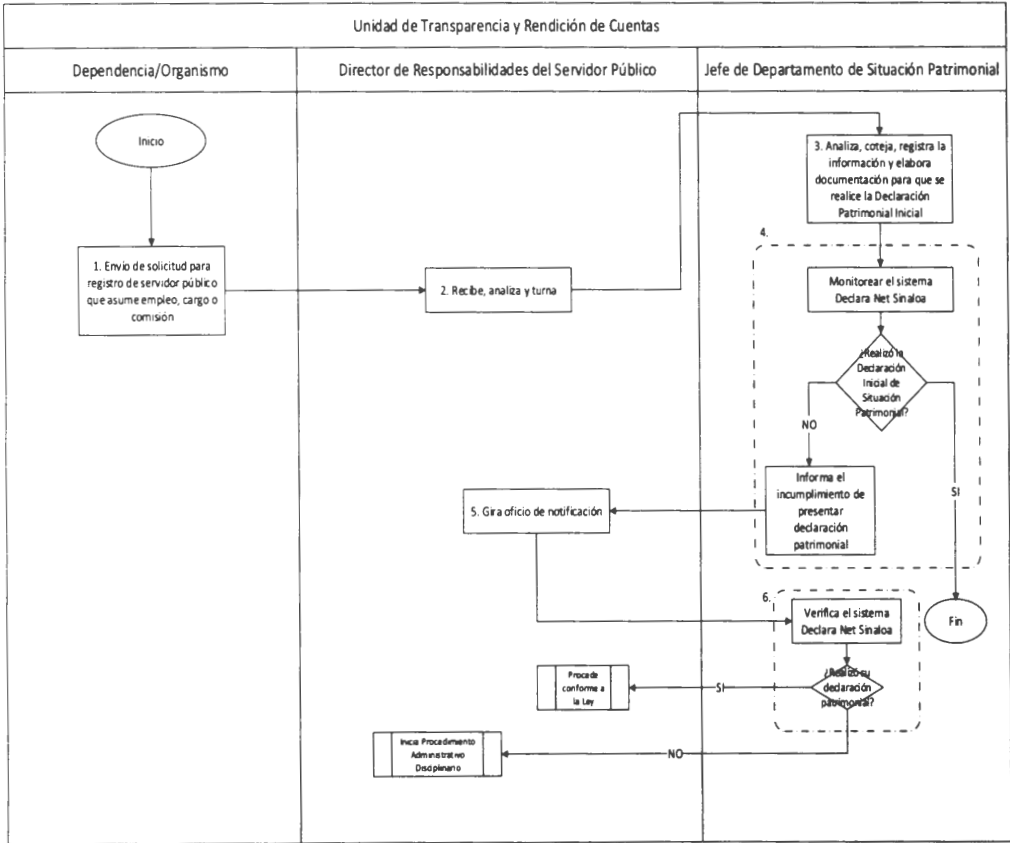 Unidad de Transparencia y Rendición de Cuentas
Dependencia/Organismo
Director de Responsabilidades del Servidor Público
Jefe de Departamento de Situación Patrimonial
Inicio
1. Envio de solicitud para
registro de servidor público
que asume empleo, cargo o
comisión
2. Recibe, analiza y turna
3. Analiza, coteja, registra la
información y elabora
documentación para que se
realice la Declaración
Patrimonial Inicial
4.
Monitorear el sistema
Declara Net Sinaloa
¿Realizó la
Declaración
Inicial de
Situación
Patrimonial?
NO
SI
Informa el
incumplimiento de
presentar
declaración
patrimonial
5. Gira oficio de notificación
6.
Verifica el sistema
Declara Net Sinaloa
Fin
¿Realizó su
declaración
patrimonial?
SI
Procede
conforme a
la Ley
NO
Inicia Procedimiento
Administrativo
Disciplinario